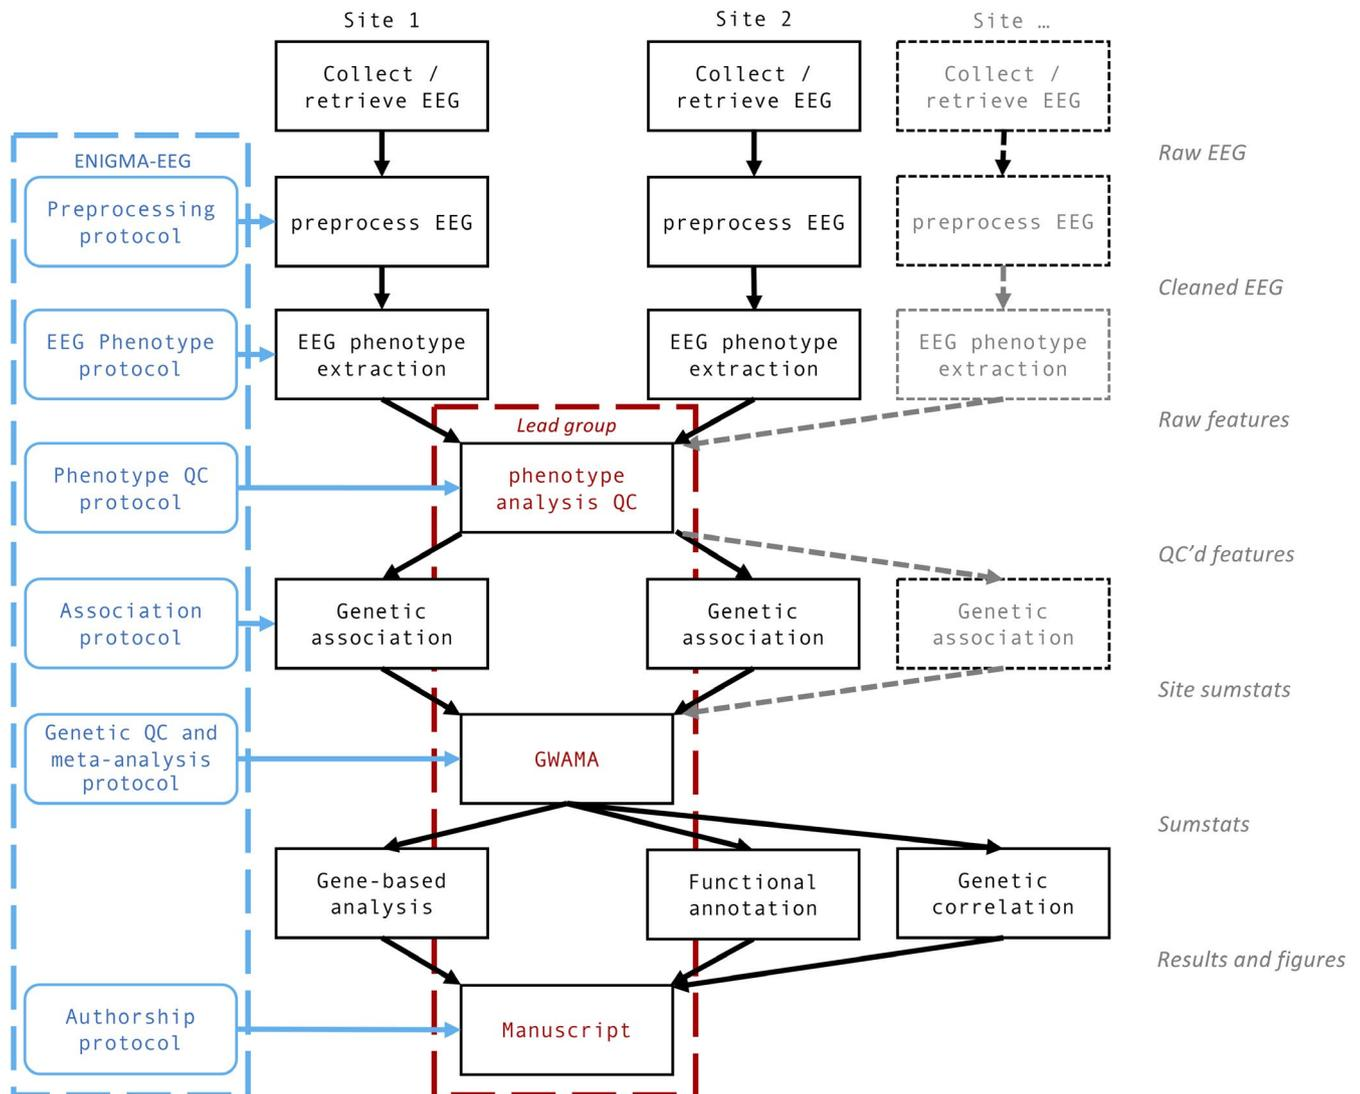 Site 1
Site 2
Site …
Collect /
retrieve EEG
Collect /
retrieve EEG
Collect /
retrieve EEG
Raw EEG
ENIGMA-EEG
Preprocessing
protocol
preprocess EEG
preprocess EEG
preprocess EEG
Cleaned EEG
EEG Phenotype
protocol
EEG phenotype
extraction
EEG phenotype
extraction
EEG phenotype
extraction
Raw features
Lead group
Phenotype QC
protocol
phenotype
analysis QC
QC’d features
Association
protocol
Genetic
association
Genetic
association
Genetic
association
Site sumstats
Genetic QC and
meta-analysis
protocol
GWAMA
Sumstats
Gene-based
analysis
Functional
annotation
Genetic
correlation
Results and figures
Authorship
protocol
Manuscript